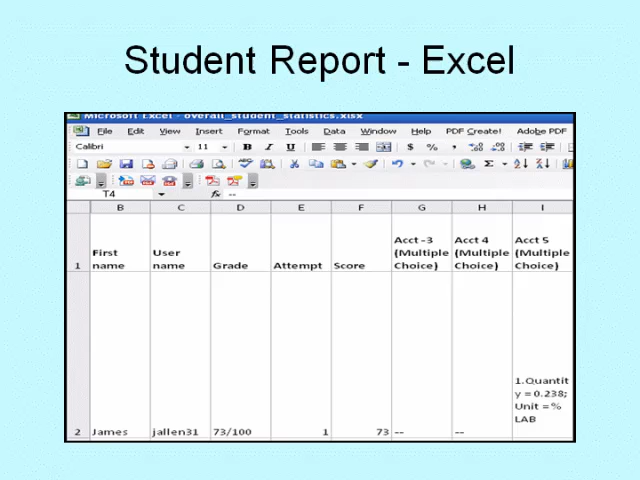 Student Report - Excel
Microsoft Excel - overall_student_statistics.xlsx
File Edit View Insert Format Tools Data Window Help PDF Create! Adobe PDF
Calibri 11 B I U $ % ,
Σ
T4 fx --
B C D E F G H I
1 First name User name Grade Attempt Score Acct -3 (Multiple Choice) Acct 4 (Multiple Choice) Acct 5 (Multiple Choice)
2 James jallen31 73/100 1 73 -- -- 1.Quantity = 0.238; Unit = % LAB